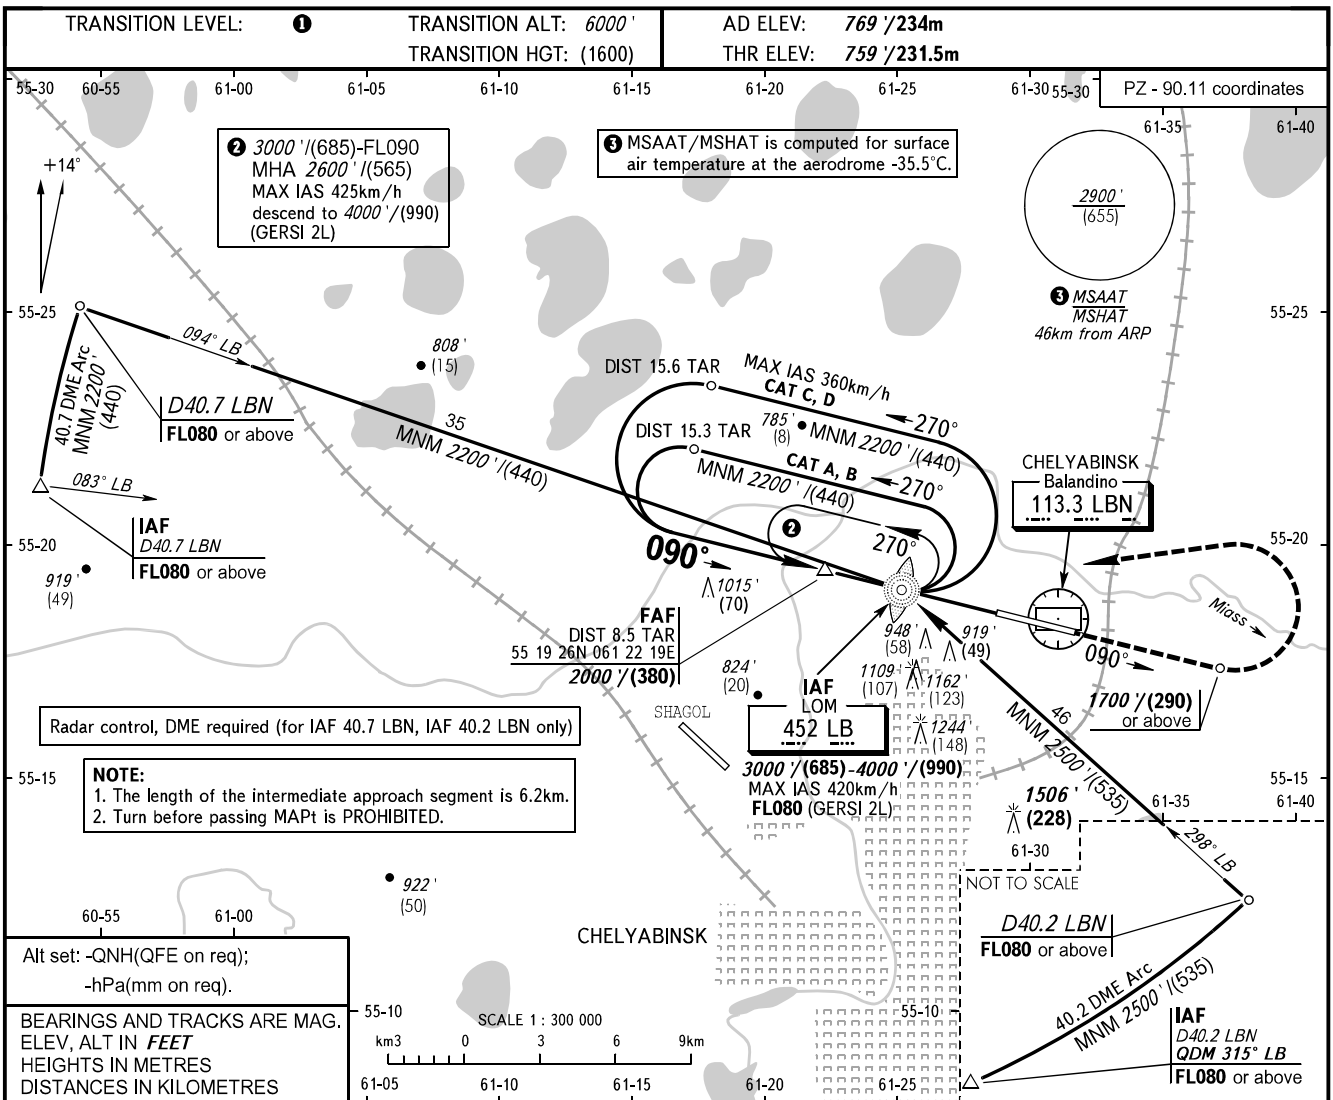 TRANSITION LEVEL: ❶
TRANSITION ALT: 6000 '
TRANSITION HGT: (1600)
AD ELEV: 769 '/234m
THR ELEV: 759 '/231.5m
55-30 60-55 61-00 61-05 61-10 61-15 61-20 61-25 61-30 55-30
PZ - 90.11 coordinates
61-35 61-40
+14°
❷ 3000 '/(685)-FL090
MHA 2600 '/(565)
MAX IAS 425km/h
descend to 4000 '/(990)
(GERSI 2L)
❸ MSAAT/MSHAT is computed for surface
air temperature at the aerodrome -35.5°C.
2900 '
(655)
❸ MSAAT
MSHAT
46km from ARP
55-25
55-25
094° LB
40.7 DME Arc
MNM 2200 '
(440)
D40.7 LBN
FL080 or above
808 '
(15)
35
MNM 2200 '/(440)
083° LB
IAF
D40.7 LBN
FL080 or above
919 '
(49)
55-20
55-20
DIST 15.6 TAR
MAX IAS 360km/h
CAT C, D
270°
785 '
(8)
MNM 2200 '/(440)
DIST 15.3 TAR
CAT A, B
270°
MNM 2200 '/(440)
❷
270°
090°
1015 '
(70)
CHELYABINSK
Balandino
113.3 LBN
Miass
FAF
DIST 8.5 TAR
55 19 26N 061 22 19E
2000 '/(380)
948 '
(58)
919 '
(49)
1109 '
(107)
1162 '
(123)
1244 '
(148)
090°
1700 '/(290)
or above
824 '
(20)
SHAGOL
IAF
LOM
452 LB
3000 '/(685)-4000 '/(990)
MAX IAS 420km/h
FL080 (GERSI 2L)
46
MNM 2500 '/(535)
Radar control, DME required (for IAF 40.7 LBN, IAF 40.2 LBN only)
55-15
55-15
NOTE:
1. The length of the intermediate approach segment is 6.2km.
2. Turn before passing MAPt is PROHIBITED.
1506 '
(228)
61-35 61-40
61-30
298° LB
NOT TO SCALE
922 '
(50)
60-55 61-00
CHELYABINSK
D40.2 LBN
FL080 or above
40.2 DME Arc
MNM 2500 '/(535)
IAF
D40.2 LBN
QDM 315° LB
FL080 or above
Alt set: -QNH(QFE on req);
-hPa(mm on req).
BEARINGS AND TRACKS ARE MAG.
ELEV, ALT IN FEET
HEIGHTS IN METRES
DISTANCES IN KILOMETRES
55-10
55-10
SCALE 1 : 300 000
km3 0 3 6 9km
61-05 61-10 61-15 61-20 61-25